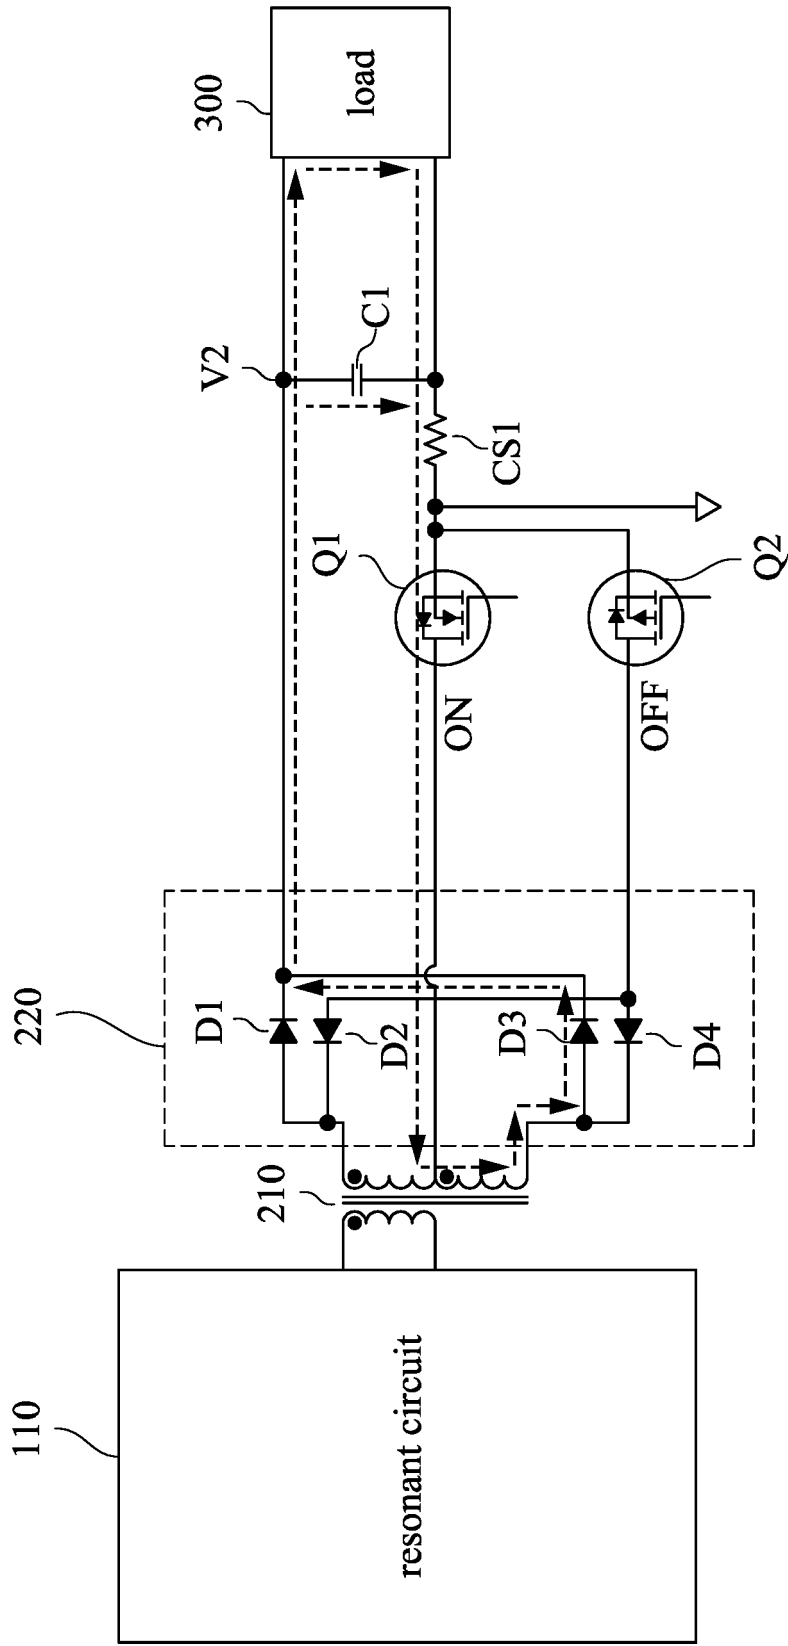 110
resonant circuit
210
220
D1
D2
D3
D4
ON
OFF
Q1
Q2
CS1
V2
C1
300
load